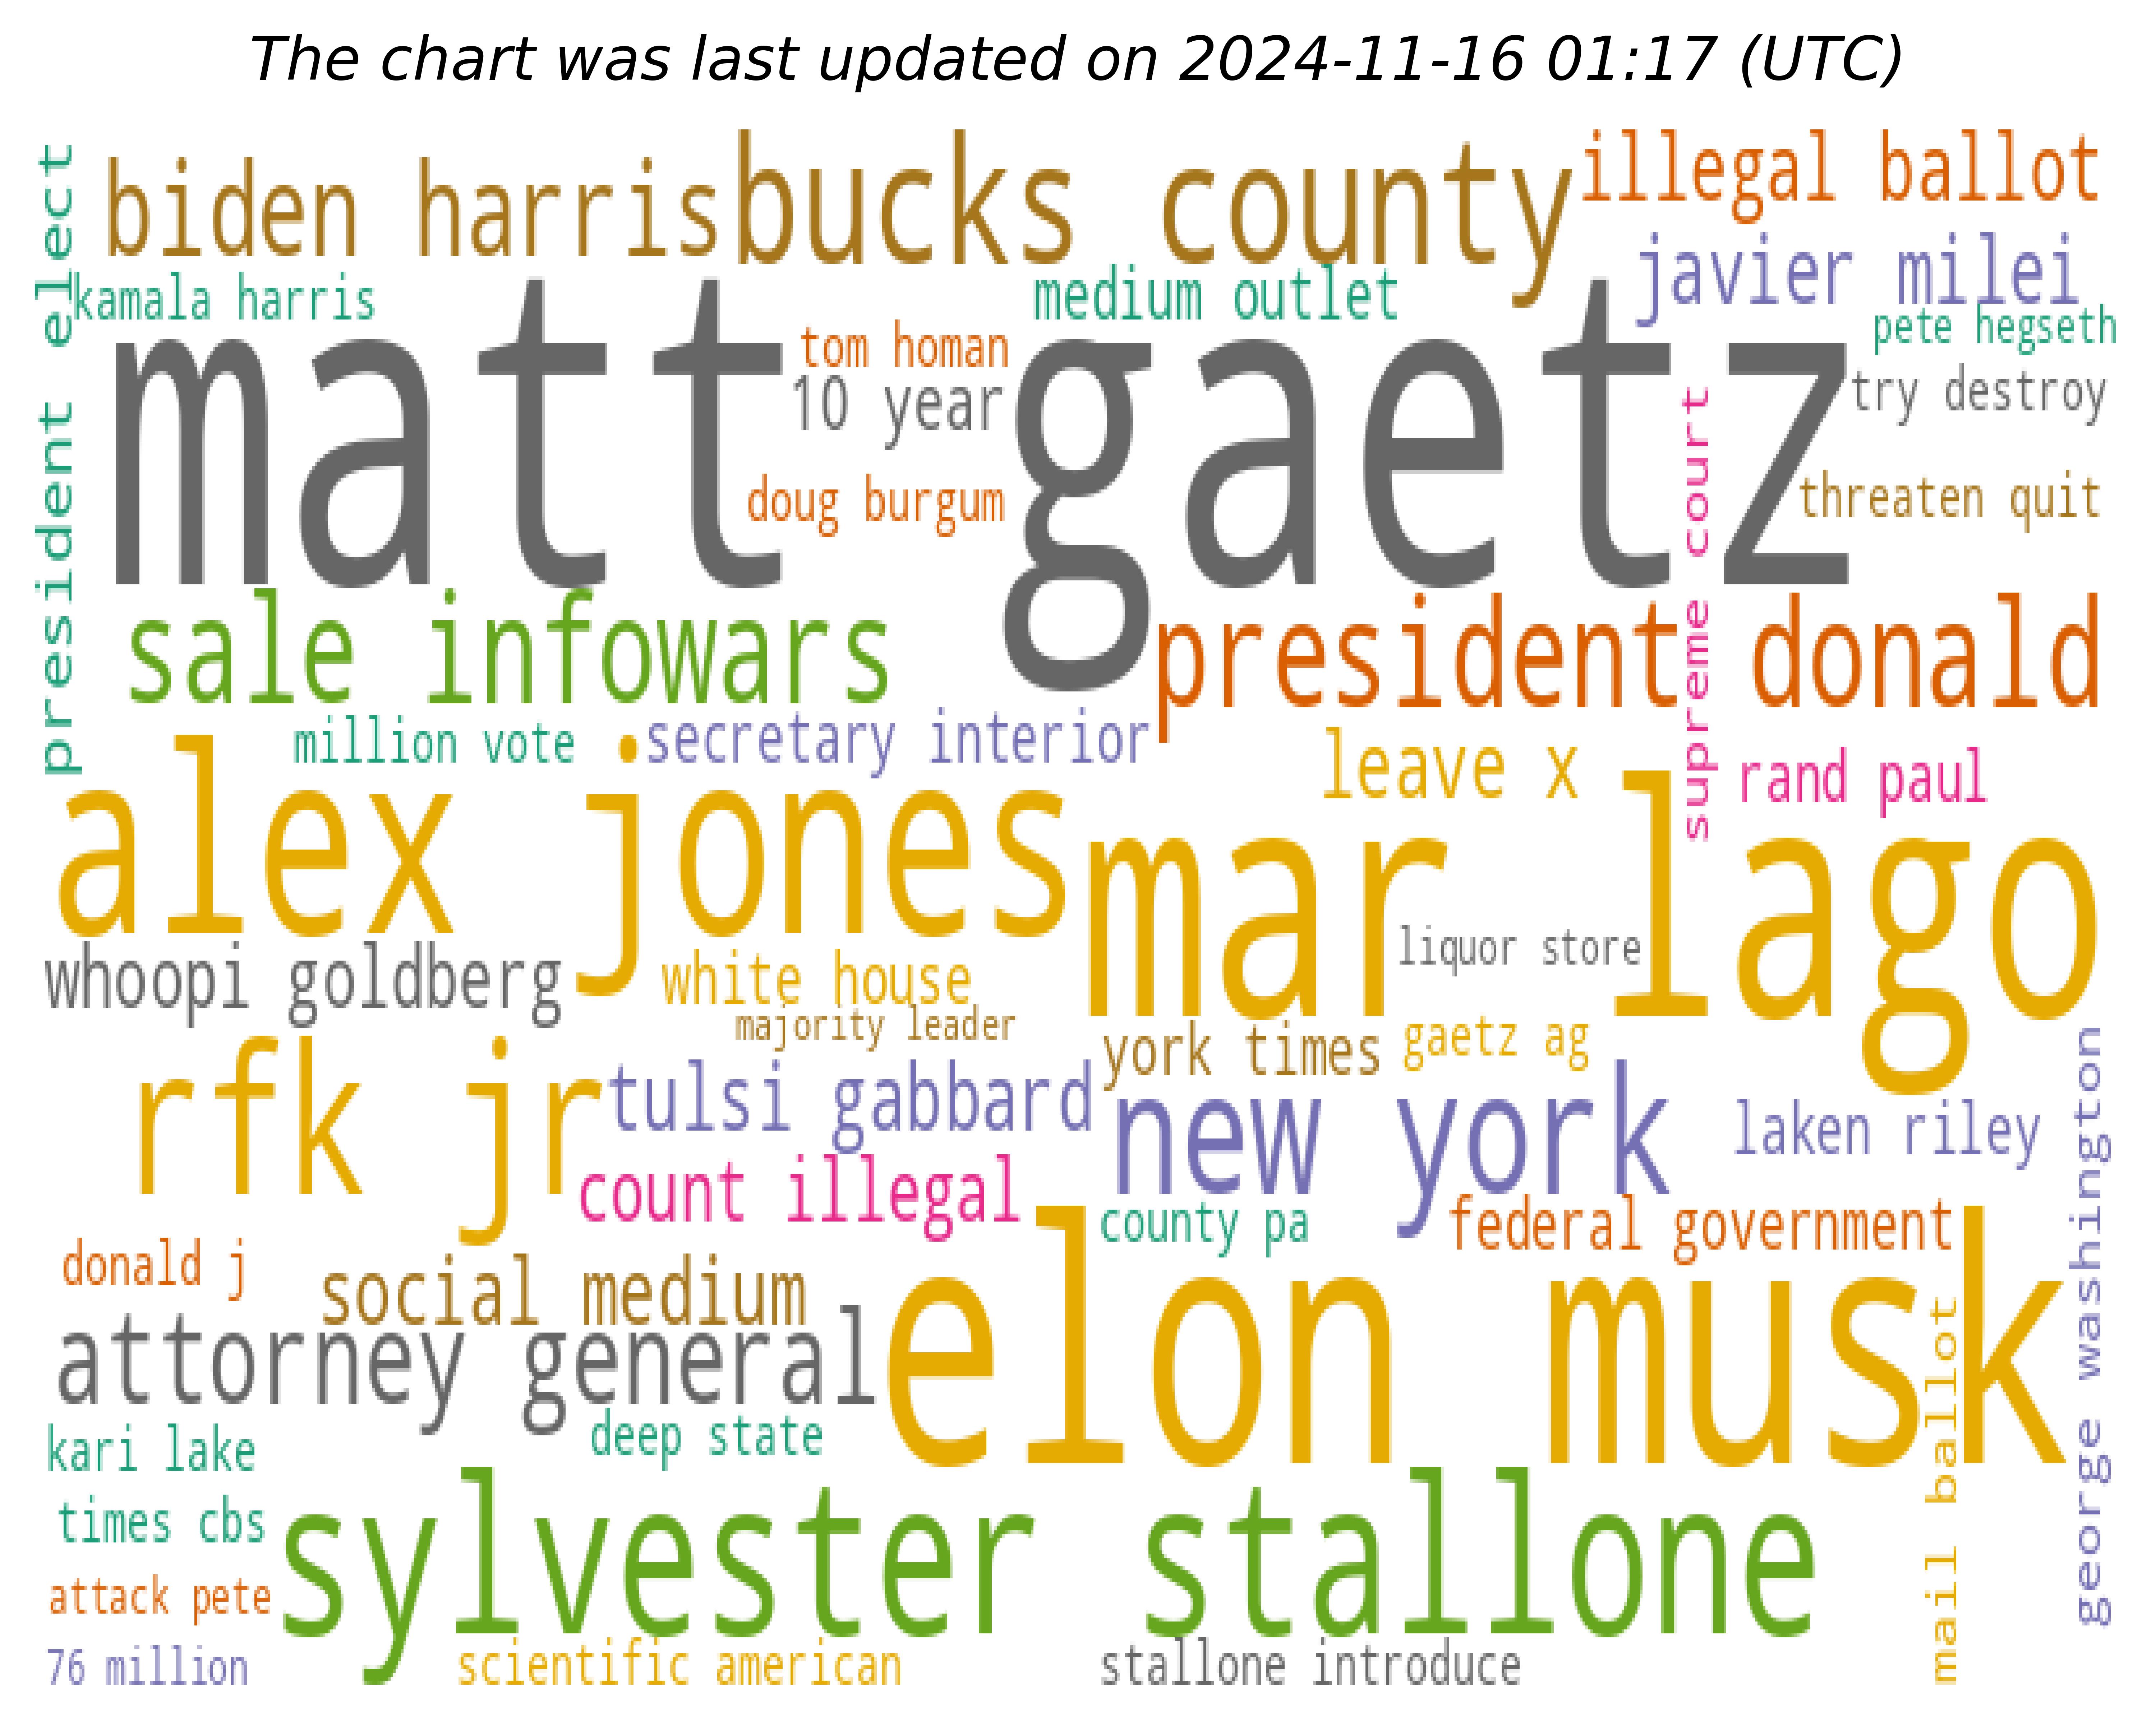 The chart was last updated on 2024-11-16 01:17 (UTC)
president elect
biden harris
bucks county
illegal ballot
javier milei
kamala harris
medium outlet
pete hegseth
matt gaetz
tom homan
10 year
try destroy
doug burgum
threaten quit
supreme court
sale infowars
president donald
million vote
secretary interior
leave x
rand paul
alex jones
mar lago
liquor store
whoopi goldberg
white house
majority leader
york times
gaetz ag
rfk jr
tulsi gabbard
new york
laken riley
george washington
count illegal
county pa
federal government
donald j
social medium
elon musk
attorney general
mail ballot
kari lake
deep state
times cbs
sylvester stallone
attack pete
76 million
scientific american
stallone introduce